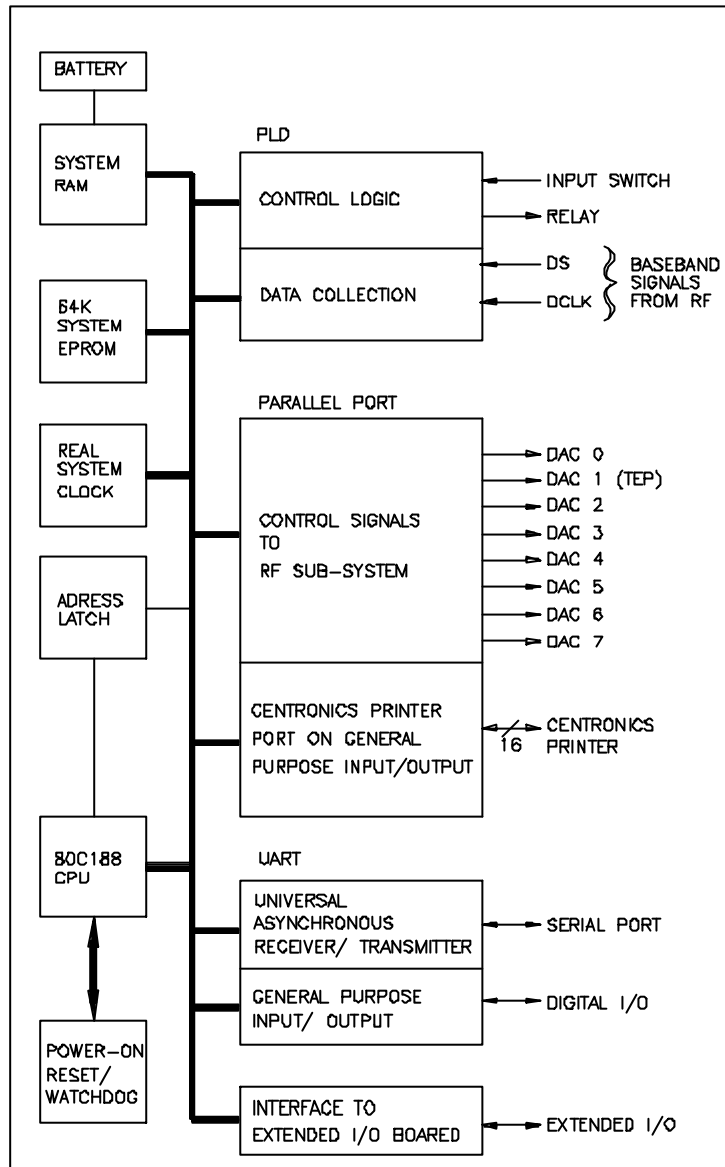 BATTERY
SYSTEM
RAM
64K
SYSTEM
EPROM
REAL
SYSTEM
CLOCK
ADRESS
LATCH
80C188
CPU
POWER-ON
RESET/
WATCHDOG
PLD
CONTROL LOGIC
DATA COLLECTION
INPUT SWITCH
RELAY
DS
DCLK
BASEBAND
SIGNALS
FROM RF
PARALLEL PORT
CONTROL SIGNALS
TO
RF SUB-SYSTEM
DAC 0
DAC 1 (TEP)
DAC 2
DAC 3
DAC 4
DAC 5
DAC 6
DAC 7
CENTRONICS PRINTER
PORT ON GENERAL
PURPOSE INPUT/OUTPUT
16
CENTRONICS
PRINTER
UART
UNIVERSAL
ASYNCHRONOUS
RECEIVER/ TRANSMITTER
SERIAL PORT
GENERAL PURPOSE
INPUT/ OUTPUT
DIGITAL I/O
INTERFACE TO
EXTENDED I/O BOARED
EXTENDED I/O